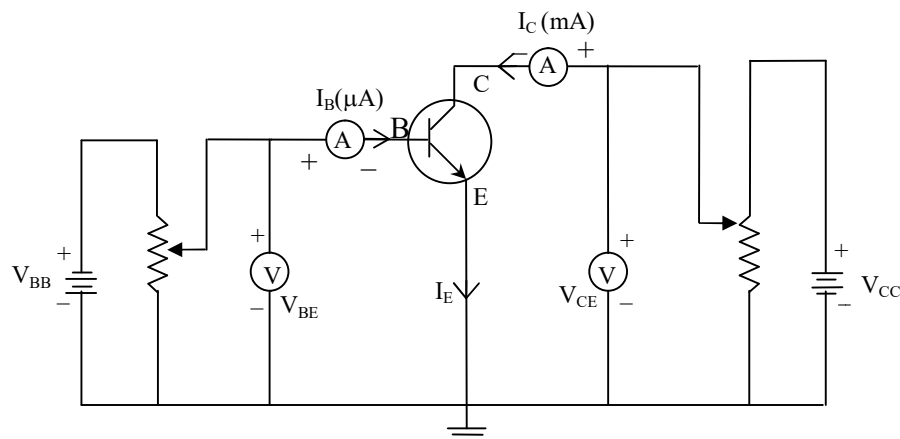 I_C (mA)
+
−
A
C
I_B(μA)
B
A
+
−
E
+
V_BB
−
+
V
−
V_BE
I_E
+
V
−
V_CE
+
−
V_CC